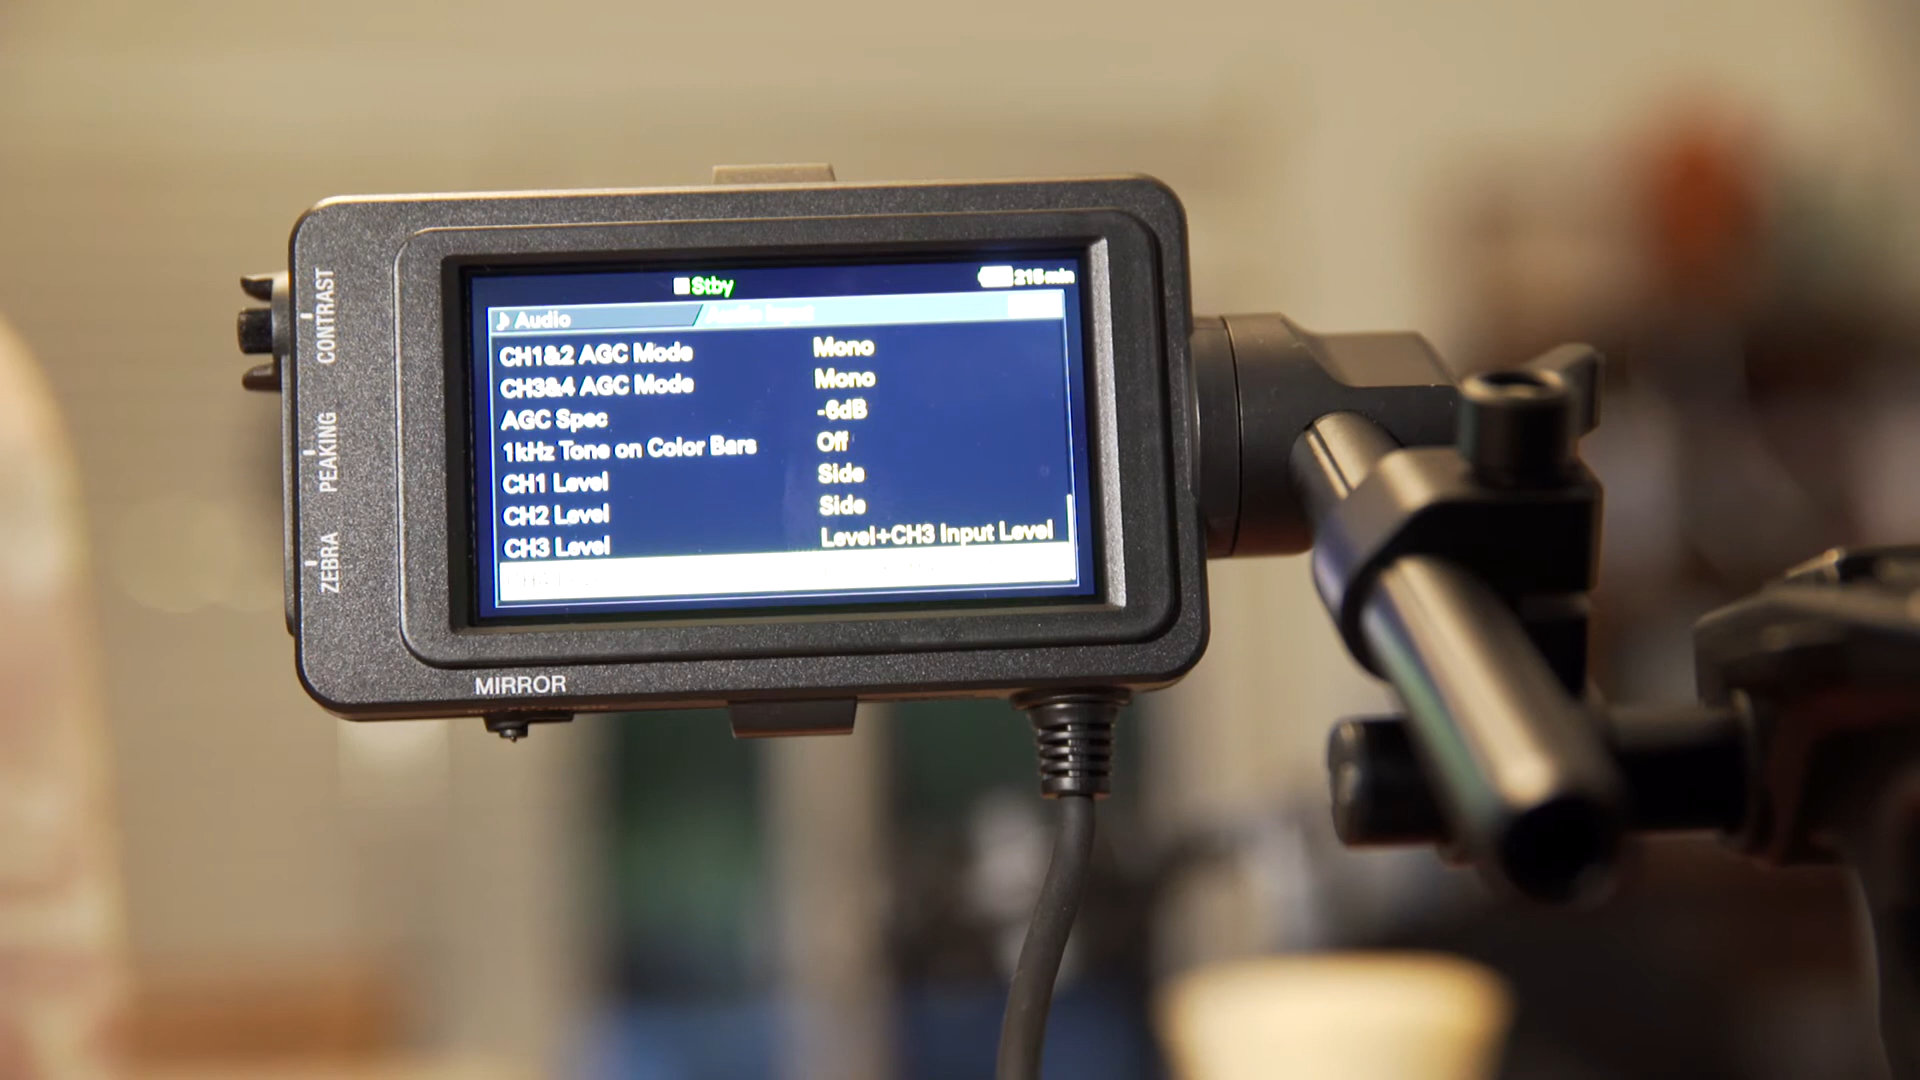 Stby 215min
Audio Audio Input
CH1&2 AGC Mode Mono
CH3&4 AGC Mode Mono
AGC Spec -6dB
1kHz Tone on Color Bars Off
CH1 Level Side
CH2 Level Side
CH3 Level Level+CH3 Input Level
CONTRAST
PEAKING
ZEBRA
MIRROR